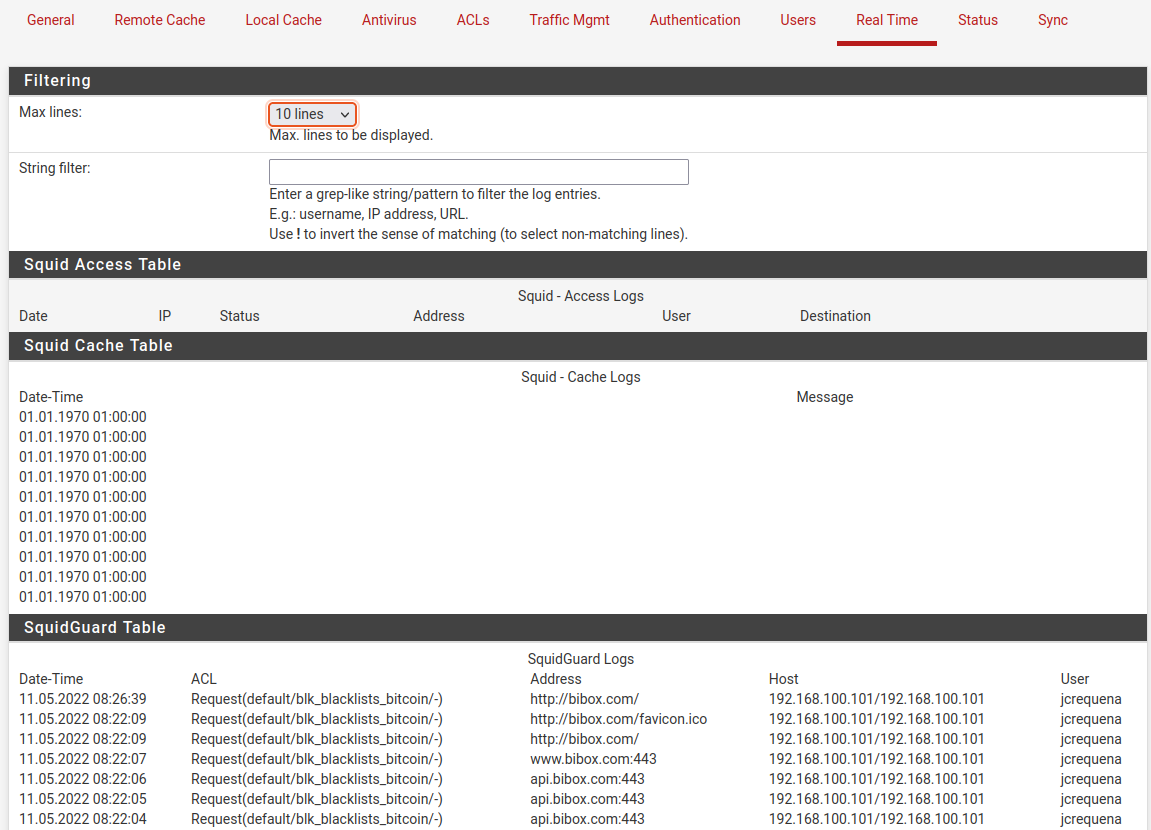 General Remote Cache Local Cache Antivirus ACLs Traffic Mgmt Authentication Users Real Time Status Sync
Filtering
Max lines: 10 lines
Max. lines to be displayed.
String filter:
Enter a grep-like string/pattern to filter the log entries.
E.g.: username, IP address, URL.
Use ! to invert the sense of matching (to select non-matching lines).
Squid Access Table
Squid - Access Logs
Date IP Status Address User Destination
Squid Cache Table
Squid - Cache Logs
Date-Time Message
01.01.1970 01:00:00
01.01.1970 01:00:00
01.01.1970 01:00:00
01.01.1970 01:00:00
01.01.1970 01:00:00
01.01.1970 01:00:00
01.01.1970 01:00:00
01.01.1970 01:00:00
01.01.1970 01:00:00
01.01.1970 01:00:00
SquidGuard Table
SquidGuard Logs
Date-Time ACL Address Host User
11.05.2022 08:26:39 Request(default/blk_blacklists_bitcoin/-) http://bibox.com/ 192.168.100.101/192.168.100.101 jcrequena
11.05.2022 08:22:09 Request(default/blk_blacklists_bitcoin/-) http://bibox.com/favicon.ico 192.168.100.101/192.168.100.101 jcrequena
11.05.2022 08:22:09 Request(default/blk_blacklists_bitcoin/-) http://bibox.com/ 192.168.100.101/192.168.100.101 jcrequena
11.05.2022 08:22:07 Request(default/blk_blacklists_bitcoin/-) www.bibox.com:443 192.168.100.101/192.168.100.101 jcrequena
11.05.2022 08:22:06 Request(default/blk_blacklists_bitcoin/-) api.bibox.com:443 192.168.100.101/192.168.100.101 jcrequena
11.05.2022 08:22:05 Request(default/blk_blacklists_bitcoin/-) api.bibox.com:443 192.168.100.101/192.168.100.101 jcrequena
11.05.2022 08:22:04 Request(default/blk_blacklists_bitcoin/-) api.bibox.com:443 192.168.100.101/192.168.100.101 jcrequena